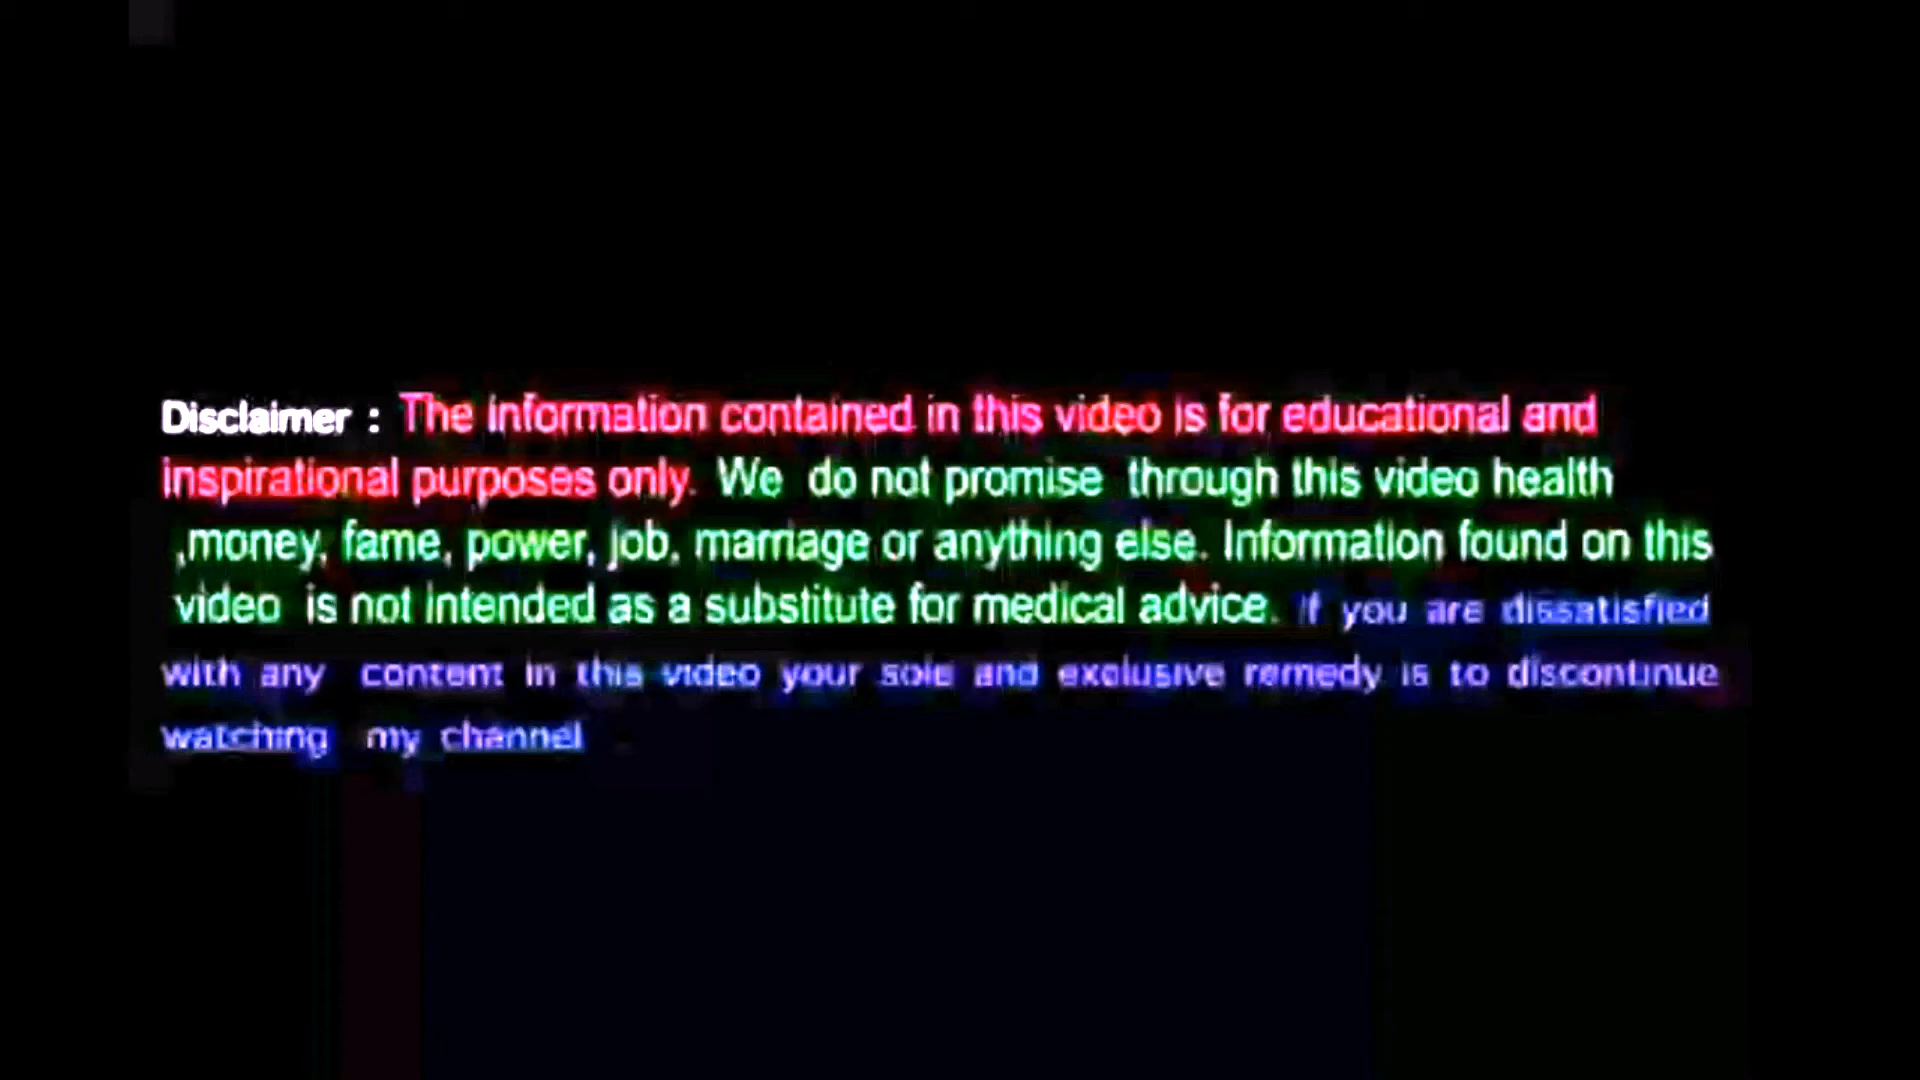 Disclaimer : The information contained in this video is for educational and
inspirational purposes only. We do not promise through this video health
,money, fame, power, job, marriage or anything else. Information found on this
video is not intended as a substitute for medical advice. If you are dissatisfied
with any content in this video your sole and exclusive remedy is to discontinue
watching my channel